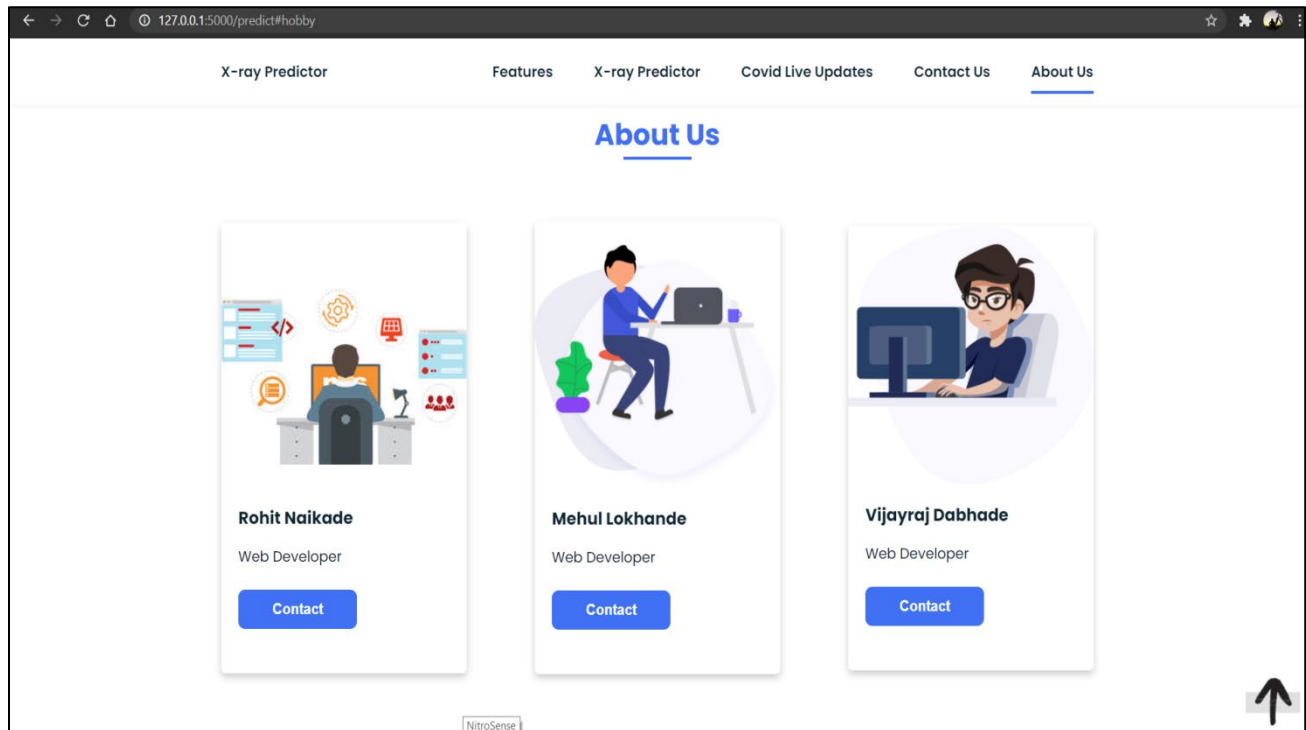 127.0.0.1:5000/predict#hobby
X-ray Predictor Features X-ray Predictor Covid Live Updates Contact Us About Us
About Us
</>
Rohit Naikade
Web Developer
Contact
Mehul Lokhande
Web Developer
Contact
Vijayraj Dabhade
Web Developer
Contact
NitroSense